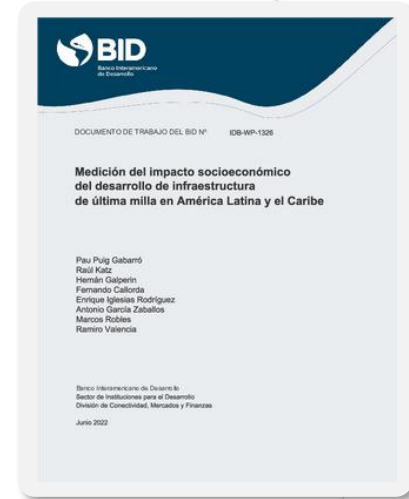 BID
Banco Interamericano
de Desarrollo
DOCUMENTO DE TRABAJO DEL BID Nº IDB-WP-1326
Medición del impacto socioeconómico
del desarrollo de infraestructura
de última milla en América Latina y el Caribe
Pau Puig Gabarró
Raúl Katz
Hernán Galperin
Fernando Callorda
Enrique Iglesias Rodríguez
Antonio García Zaballos
Marcos Robles
Ramiro Valencia
Banco Interamericano de Desarrollo
Sector de Instituciones para el Desarrollo
División de Conectividad, Mercados y Finanzas
Junio 2022